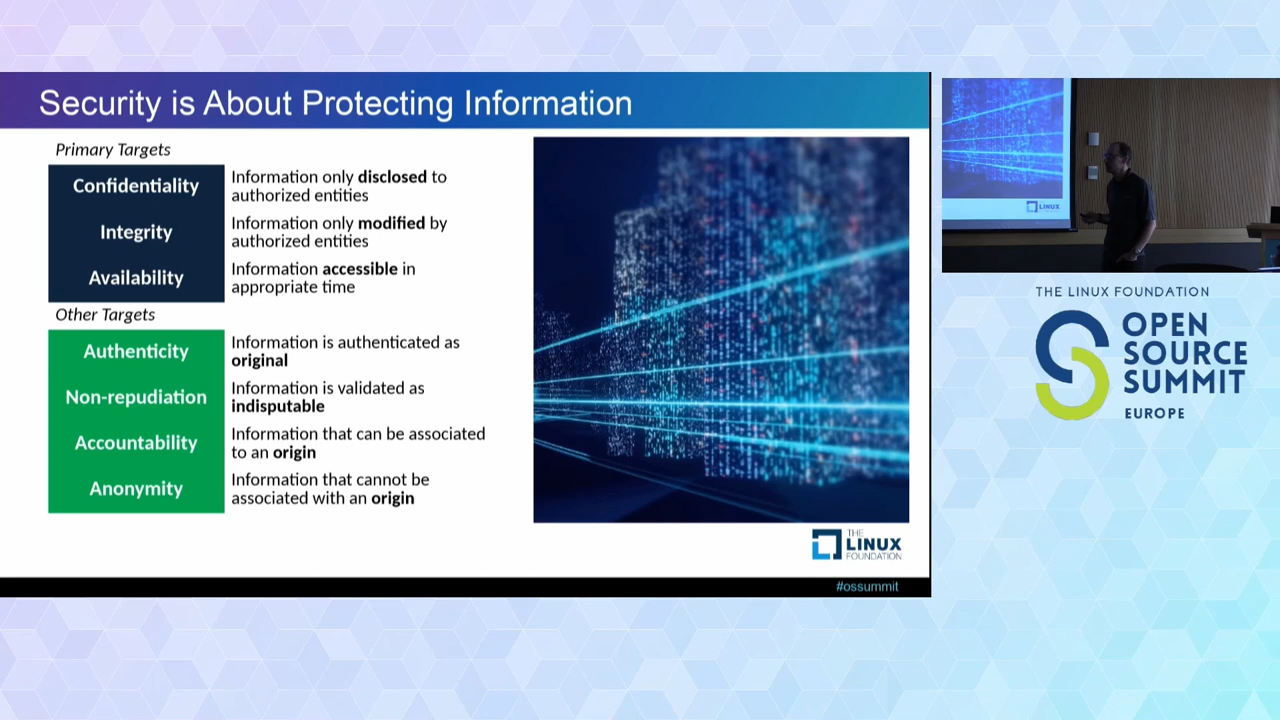 Security is About Protecting Information
Primary Targets
Confidentiality
Information only disclosed to
authorized entities
Integrity
Information only modified by
authorized entities
Availability
Information accessible in
appropriate time
Other Targets
Authenticity
Information is authenticated as
original
Non-repudiation
Information is validated as
indisputable
Accountability
Information that can be associated
to an origin
Anonymity
Information that cannot be
associated with an origin
THE
LINUX
FOUNDATION
#ossummit
LINUX
THE LINUX FOUNDATION
OPEN
SOURCE
SUMMIT
EUROPE